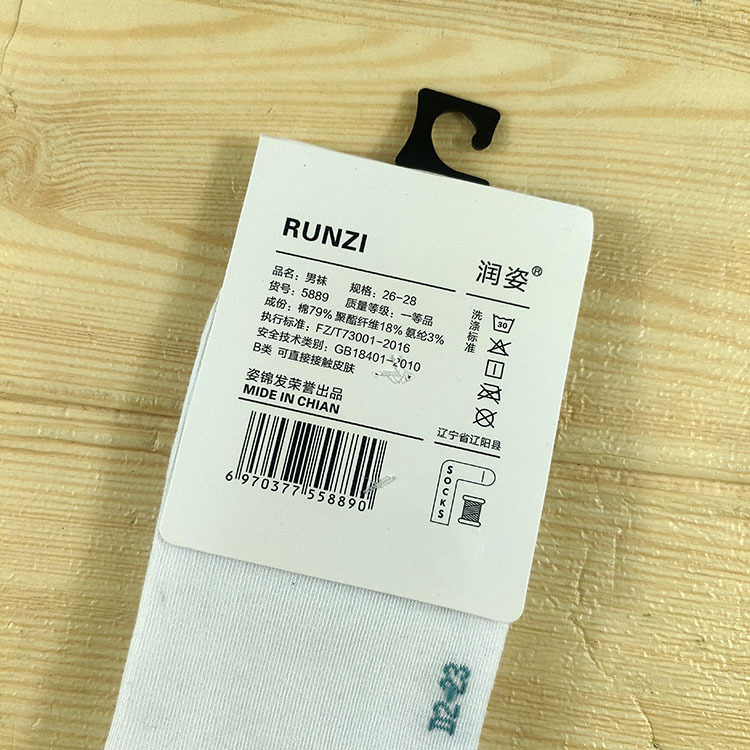 RUNZI
润姿®
品名：男袜 规格：26-28
货号：5889 质量等级：一等品
成份：棉79% 聚酯纤维18% 氨纶3%
执行标准：FZ/T73001-2016
安全技术类别：GB18401-2010
B类 可直接接触皮肤
姿锦发荣誉出品
MIDE IN CHIAN
6 970377 558890
洗涤标准
30
辽宁省辽阳县
SOCKS